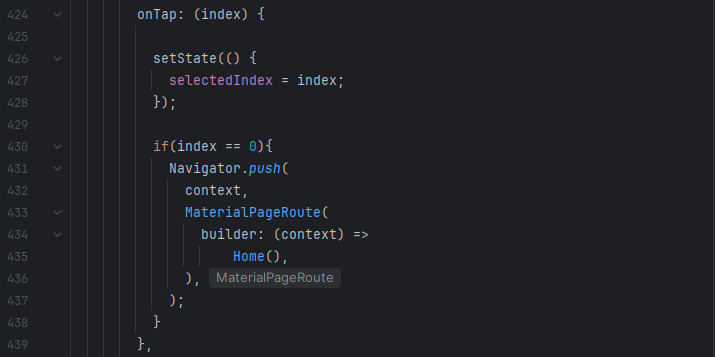 424 onTap: (index) {
425
426 setState(() {
427 selectedIndex = index;
428 });
429
430 if(index == 0){
431 Navigator.push(
432 context,
433 MaterialPageRoute(
434 builder: (context) =>
435 Home(),
436 ), MaterialPageRoute
437 );
438 }
439 },